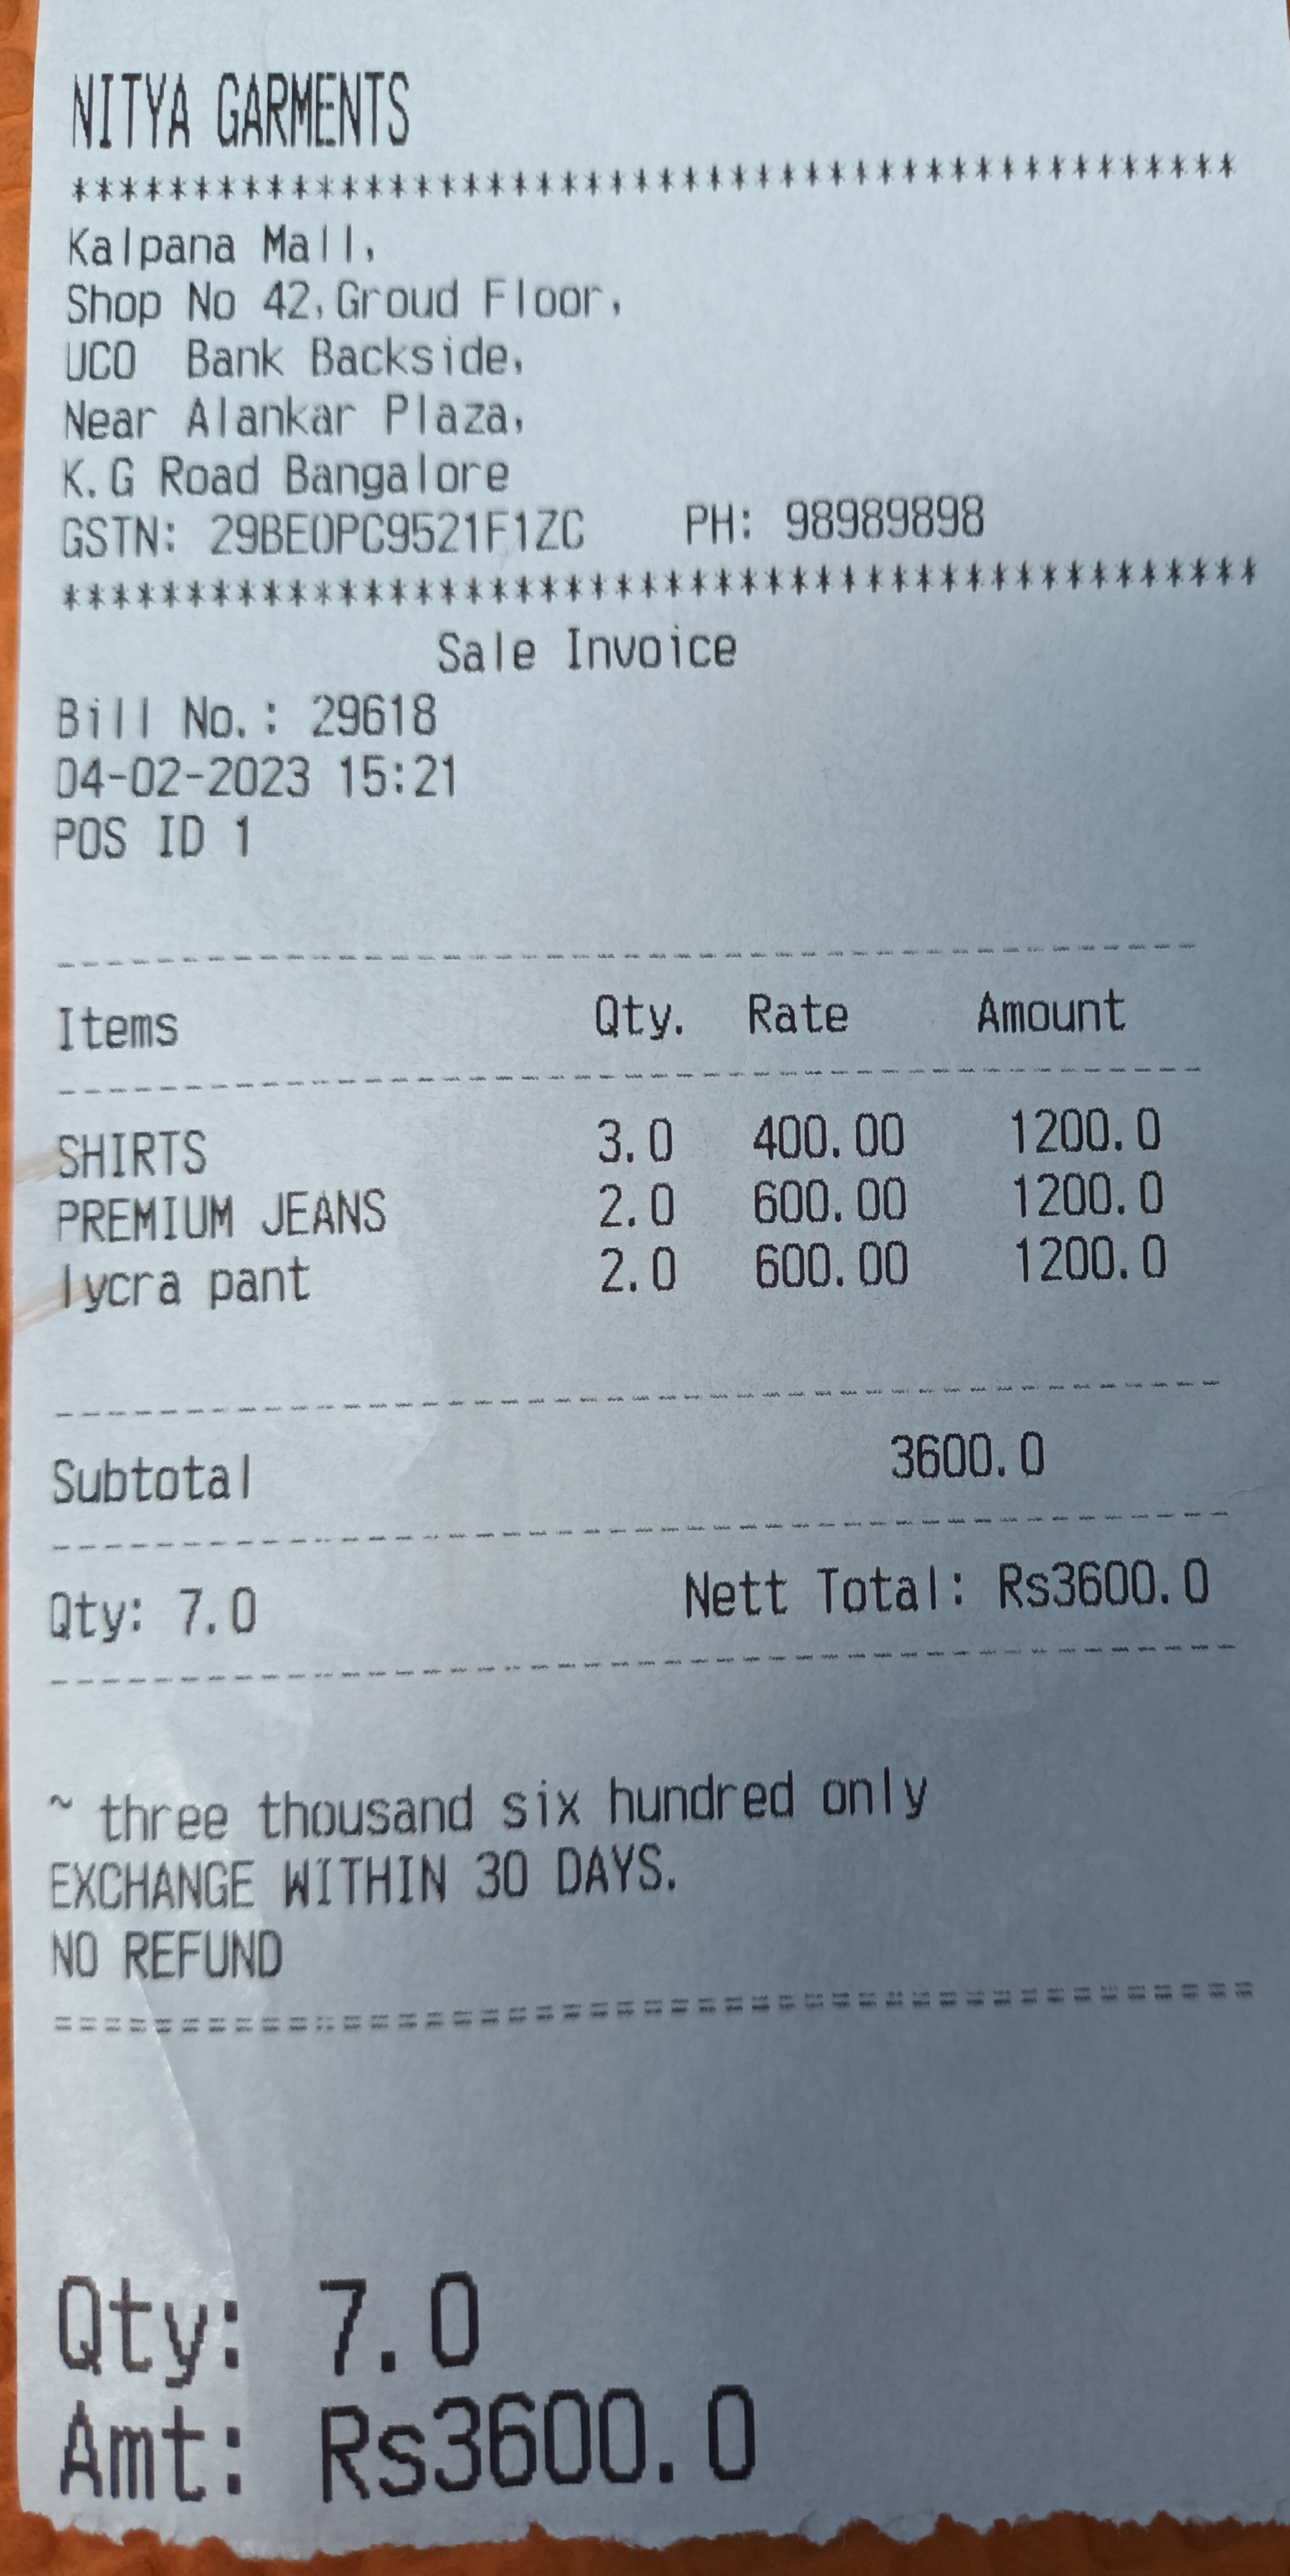 NITYA GARMENTS
************************************************
Kalpana Mall,
Shop No 42,Groud Floor,
UCO  Bank Backside,
Near Alankar Plaza,
K.G Road Bangalore
GSTN: 29BEOPC9521F1ZC    PH: 98989898
************************************************
Sale Invoice
Bill No.: 29618
04-02-2023 15:21
POS ID 1
------------------------------------------------
Items Qty. Rate Amount
------------------------------------------------
SHIRTS 3.0 400.00 1200.0
PREMIUM JEANS 2.0 600.00 1200.0
lycra pant 2.0 600.00 1200.0
------------------------------------------------
Subtotal 3600.0
------------------------------------------------
Qty: 7.0 Nett Total: Rs3600.0
------------------------------------------------
~ three thousand six hundred only
EXCHANGE WITHIN 30 DAYS.
NO REFUND
================================================
Qty: 7.0
Amt: Rs3600.0